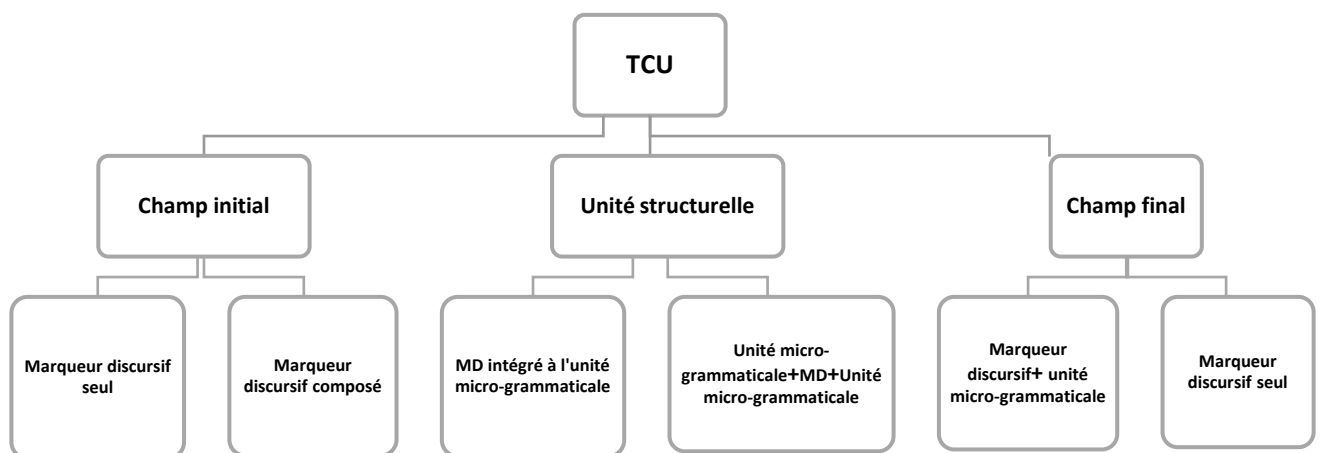 TCU
Champ initial
Unité structurelle
Champ final
Marqueur discursif
seul
Marqueur
discursif composé
MD intégré à l'unité
micro-grammaticale
Unité micro-
grammaticale+MD+Unité
micro-grammaticale
Marqueur
discursif+ unité
micro-grammaticale
Marqueur
discursif seul